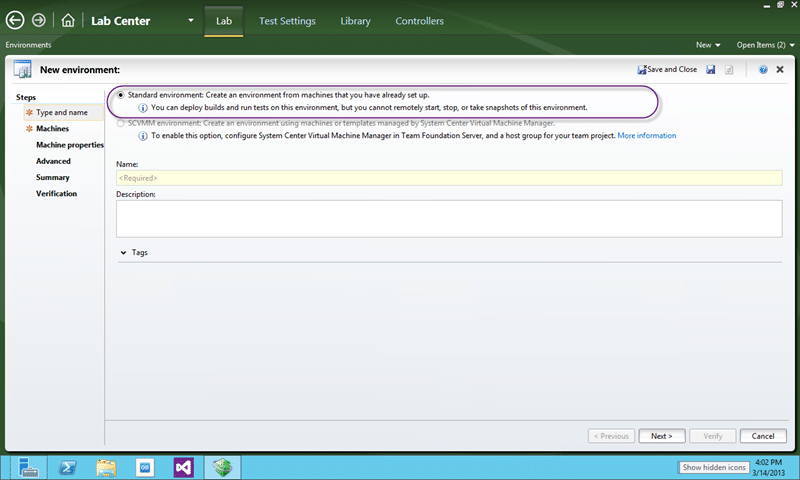 Lab Center
Lab
Test Settings
Library
Controllers
Environments
New
Open Items (2)
New environment:
Save and Close
Steps
Type and name
Machines
Machine properties
Advanced
Summary
Verification
Standard environment: Create an environment from machines that you have already set up.
You can deploy builds and run tests on this environment, but you cannot remotely start, stop, or take snapshots of this environment.
SCVMM environment: Create an environment using machines or templates managed by System Center Virtual Machine Manager.
To enable this option, configure System Center Virtual Machine Manager in Team Foundation Server, and a host group for your team project. More information
Name:
<Required>
Description:
Tags
< Previous
Next >
Verify
Cancel
Show hidden icons
4:02 PM
3/14/2013